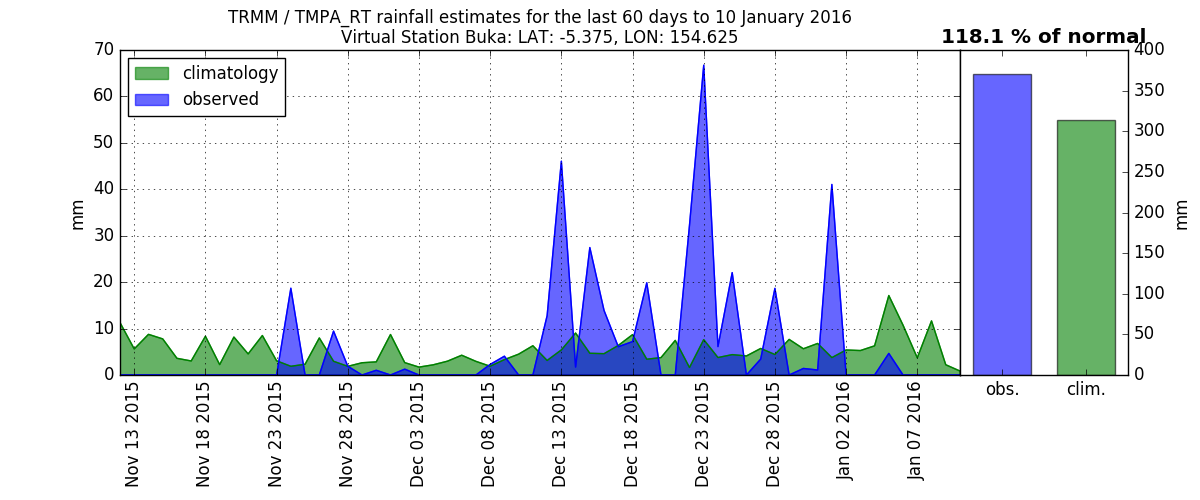 TRMM / TMPA_RT rainfall estimates for the last 60 days to 10 January 2016
Virtual Station Buka: LAT: -5.375, LON: 154.625
118.1 % of normal
climatology
observed
70
60
50
40
30
20
10
0
mm
Nov 13 2015
Nov 18 2015
Nov 23 2015
Nov 28 2015
Dec 03 2015
Dec 08 2015
Dec 13 2015
Dec 18 2015
Dec 23 2015
Dec 28 2015
Jan 02 2016
Jan 07 2016
400
350
300
250
200
150
100
50
0
mm
obs.
clim.